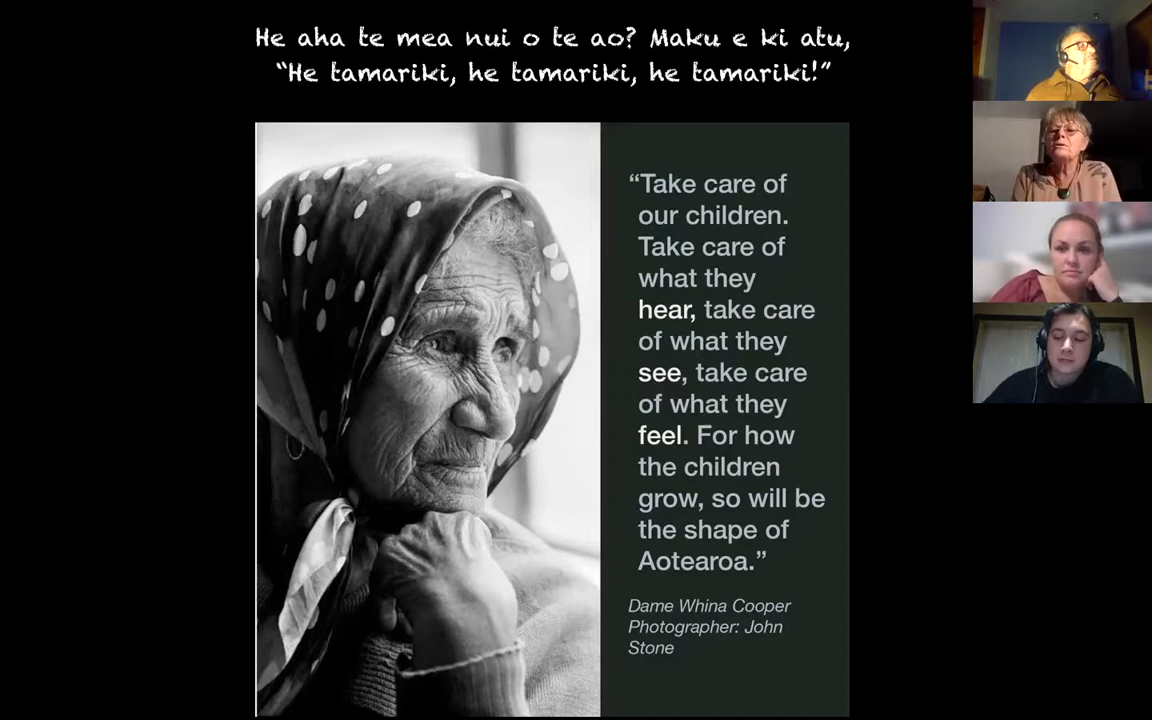 He aha te mea nui o te ao? Maku e ki atu,
“He tamariki, he tamariki, he tamariki!”
“Take care of
our children.
Take care of
what they
hear, take care
of what they
see, take care
of what they
feel. For how
the children
grow, so will be
the shape of
Aotearoa.”
Dame Whina Cooper
Photographer: John
Stone